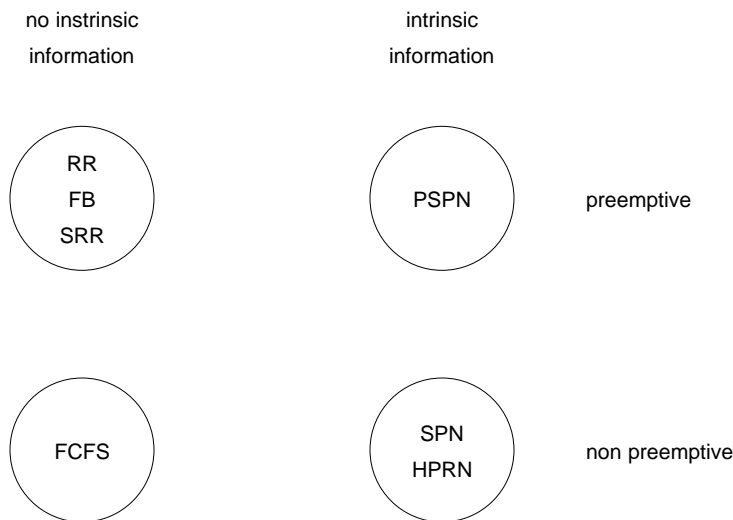 no instrinsic
information
intrinsic
information
RR
FB
SRR
PSPN
preemptive
FCFS
SPN
HPRN
non preemptive